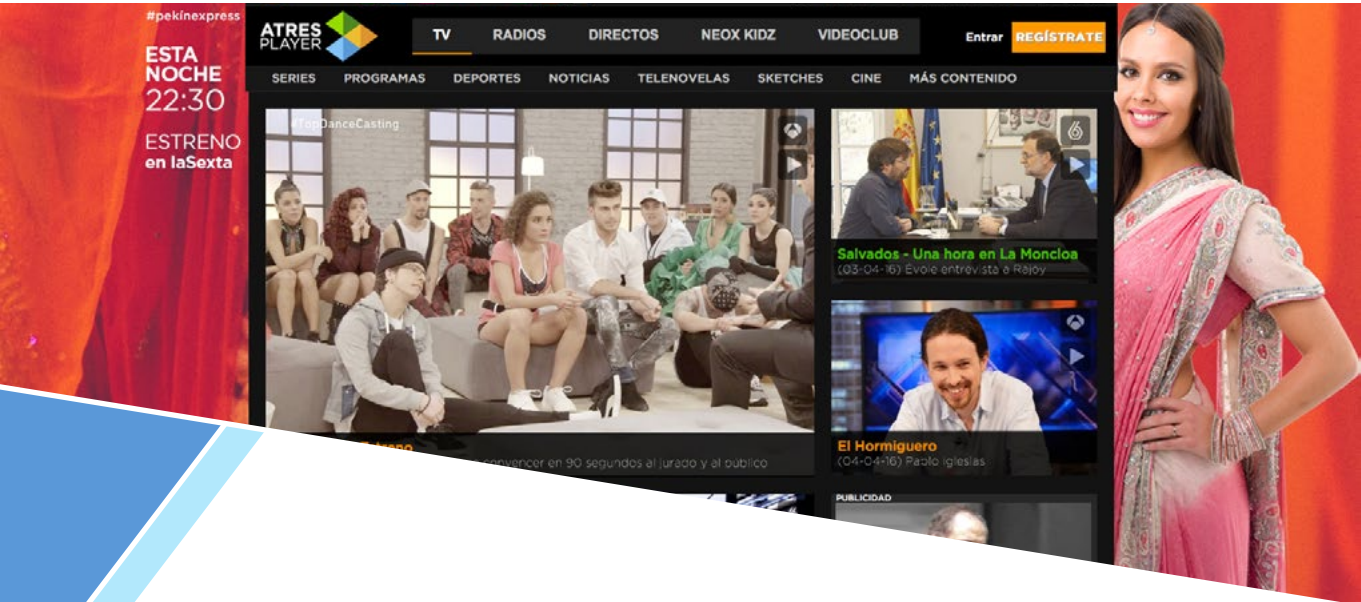 #pekínexpress
ESTA
NOCHE
22:30
ESTRENO
en laSexta
ATRES
PLAYER
TV RADIOS DIRECTOS NEOX KIDZ VIDEOCLUB Entrar REGÍSTRATE
SERIES PROGRAMAS DEPORTES NOTICIAS TELENOVELAS SKETCHES CINE MÁS CONTENIDO
#TopDanceCasting
Salvados - Una hora en La Moncloa
(03-04-16) Évole entrevista a Rajoy
Estreno
convencer en 90 segundos al jurado y al público
El Hormiguero
(04-04-16) Pablo Iglesias
PUBLICIDAD